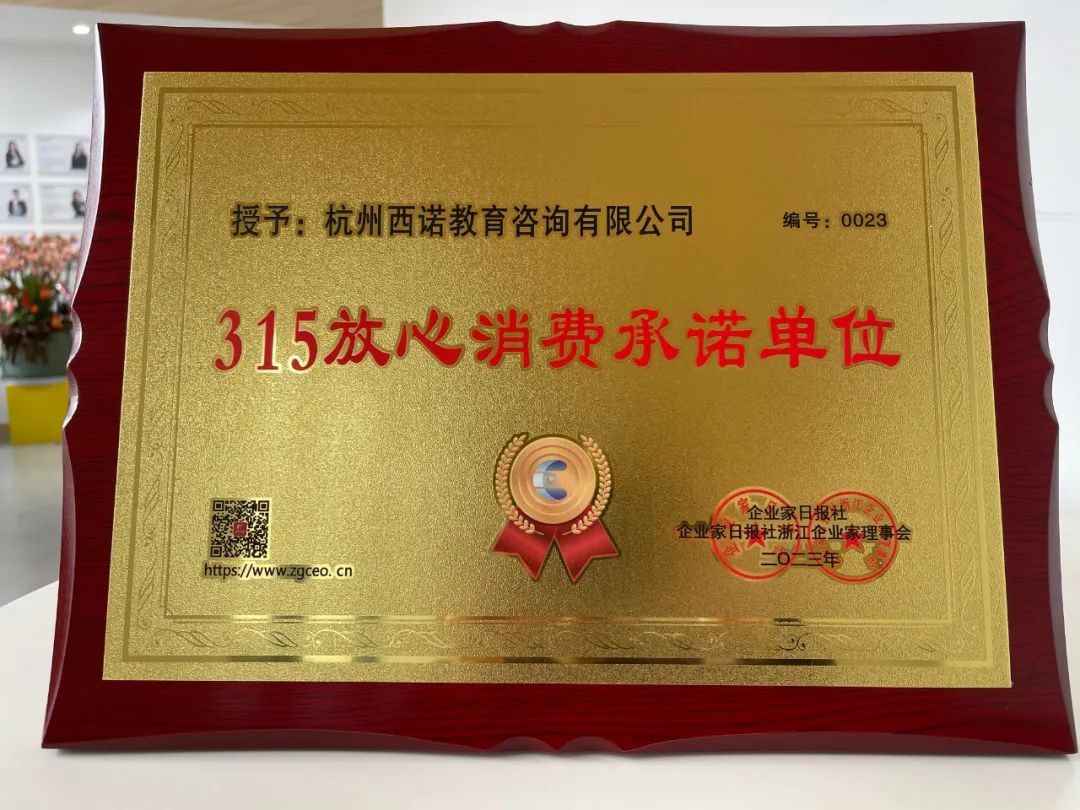 授予：杭州西诺教育咨询有限公司
编号：0023
315放心消费承诺单位
https://www.zgceo.cn
企业家日报社
企业家日报社浙江企业家理事会
二〇二三年